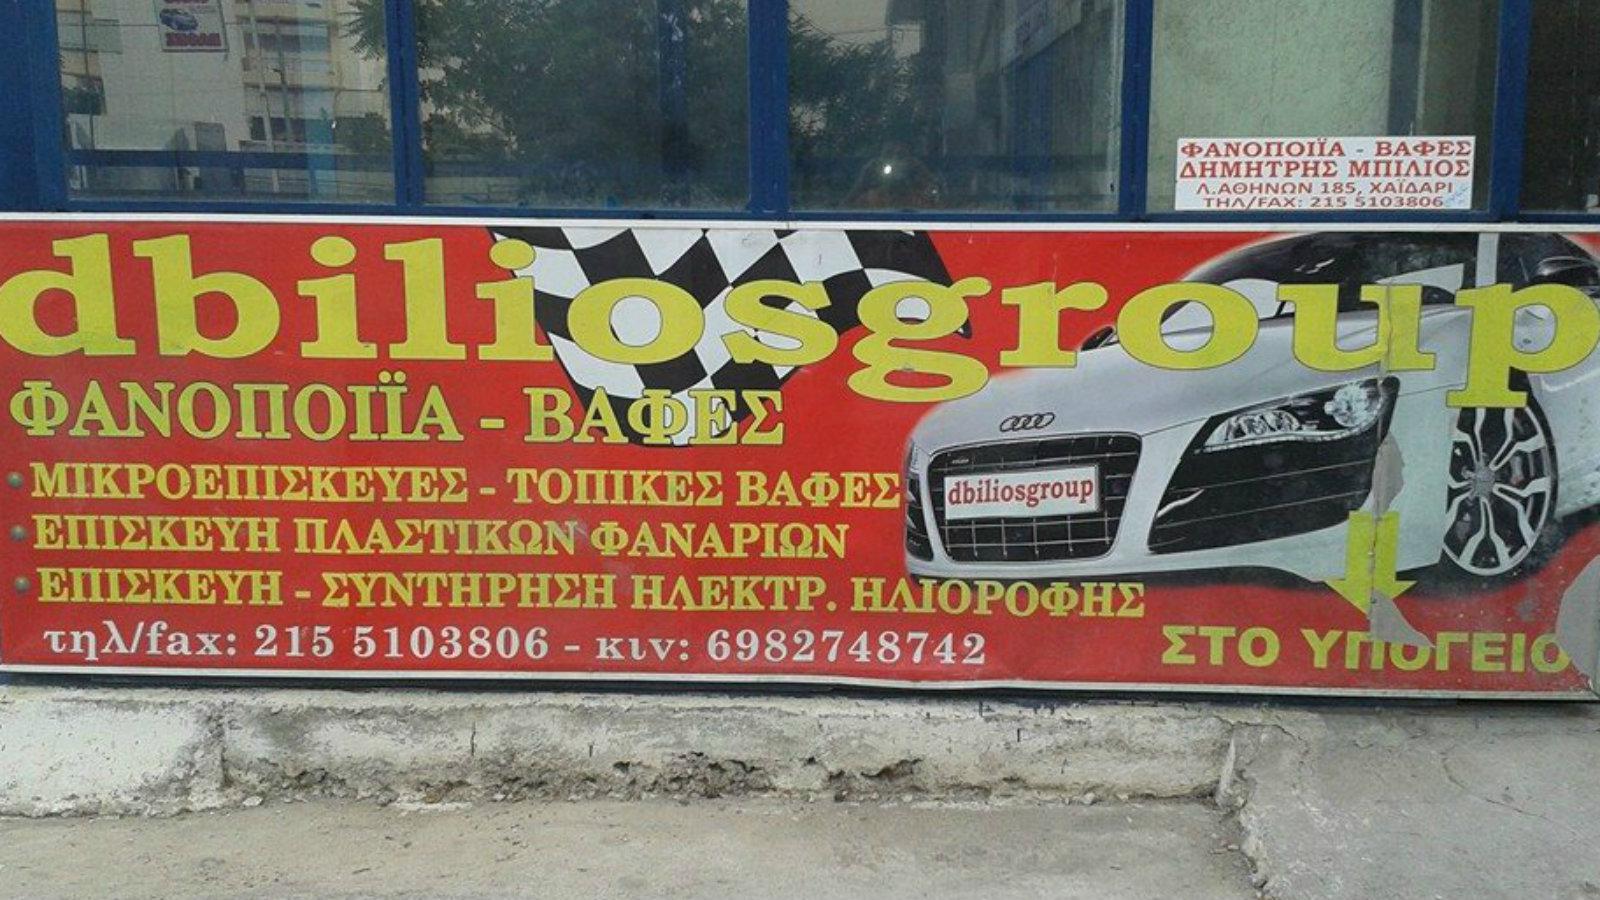 ΦΑΝΟΠΟΙΪΑ - ΒΑΦΕΣ
ΔΗΜΗΤΡΗΣ ΜΠΙΛΙΟΣ
Λ.ΑΘΗΝΩΝ 185, ΧΑΪΔΑΡΙ
ΤΗΛ/FAX: 215 5103806
dbiliosgroup
ΦΑΝΟΠΟΙΪΑ - ΒΑΦΕΣ
ΜΙΚΡΟΕΠΙΣΚΕΥΕΣ - ΤΟΠΙΚΕΣ ΒΑΦΕΣ
dbiliosgroup
ΕΠΙΣΚΕΥΗ ΠΛΑΣΤΙΚΩΝ ΦΑΝΑΡΙΩΝ
ΕΠΙΣΚΕΥΗ - ΣΥΝΤΗΡΗΣΗ ΗΛΕΚΤΡ. ΗΛΙΟΡΟΦΗΣ
τηλ/fax: 215 5103806 - κιν: 6982748742
ΣΤΟ ΥΠΟΓΕΙΟ